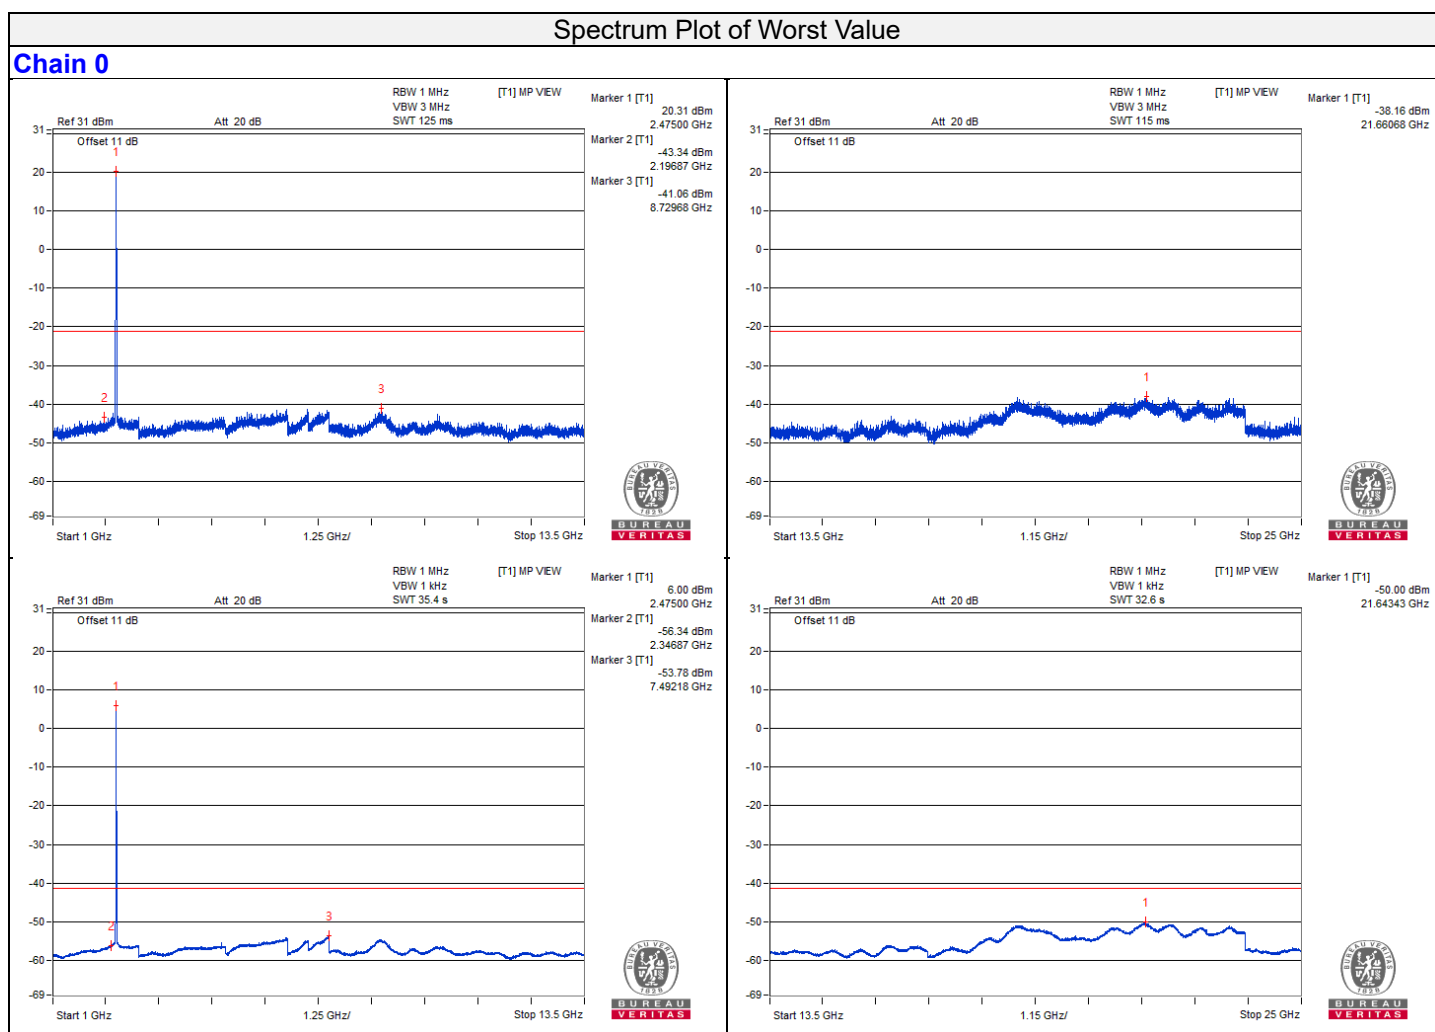 Spectrum Plot of Worst Value
Chain 0
RBW 1 MHz
[T1] MP VIEW
Marker 1 [T1]
VBW 3 MHz
20.31 dBm
Ref 31 dBm
Att 20 dB
SWT 125 ms
2.47500 GHz
Marker 2 [T1]
-43.34 dBm
2.19687 GHz
Marker 3 [T1]
-41.06 dBm
8.72968 GHz
31
Offset 11 dB
1
20
10
0
-10
-20
-30
3
2
-40
-50
-60
-69
Start 1 GHz
1.25 GHz/
Stop 13.5 GHz
BUREAU VERITAS
1828
BUREAU
VERITAS
RBW 1 MHz
[T1] MP VIEW
Marker 1 [T1]
VBW 3 MHz
-38.16 dBm
Ref 31 dBm
Att 20 dB
SWT 115 ms
21.66068 GHz
31
Offset 11 dB
20
10
0
-10
-20
-30
1
-40
-50
-60
-69
Start 13.5 GHz
1.15 GHz/
Stop 25 GHz
BUREAU VERITAS
1828
BUREAU
VERITAS
RBW 1 MHz
[T1] MP VIEW
Marker 1 [T1]
VBW 1 kHz
6.00 dBm
Ref 31 dBm
Att 20 dB
SWT 35.4 s
2.47500 GHz
Marker 2 [T1]
-56.34 dBm
2.34687 GHz
Marker 3 [T1]
-53.78 dBm
7.49218 GHz
31
Offset 11 dB
20
1
10
0
-10
-20
-30
-40
3
2
-50
-60
-69
Start 1 GHz
1.25 GHz/
Stop 13.5 GHz
BUREAU VERITAS
1828
BUREAU
VERITAS
RBW 1 MHz
[T1] MP VIEW
Marker 1 [T1]
VBW 1 kHz
-50.00 dBm
Ref 31 dBm
Att 20 dB
SWT 32.6 s
21.64343 GHz
31
Offset 11 dB
20
10
0
-10
-20
-30
-40
1
-50
-60
-69
Start 13.5 GHz
1.15 GHz/
Stop 25 GHz
BUREAU VERITAS
1828
BUREAU
VERITAS